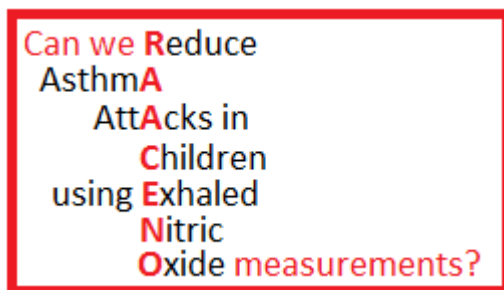 Can we Reduce
AsthmA
AttAcks in
Children
using Exhaled
Nitric
Oxide measurements?